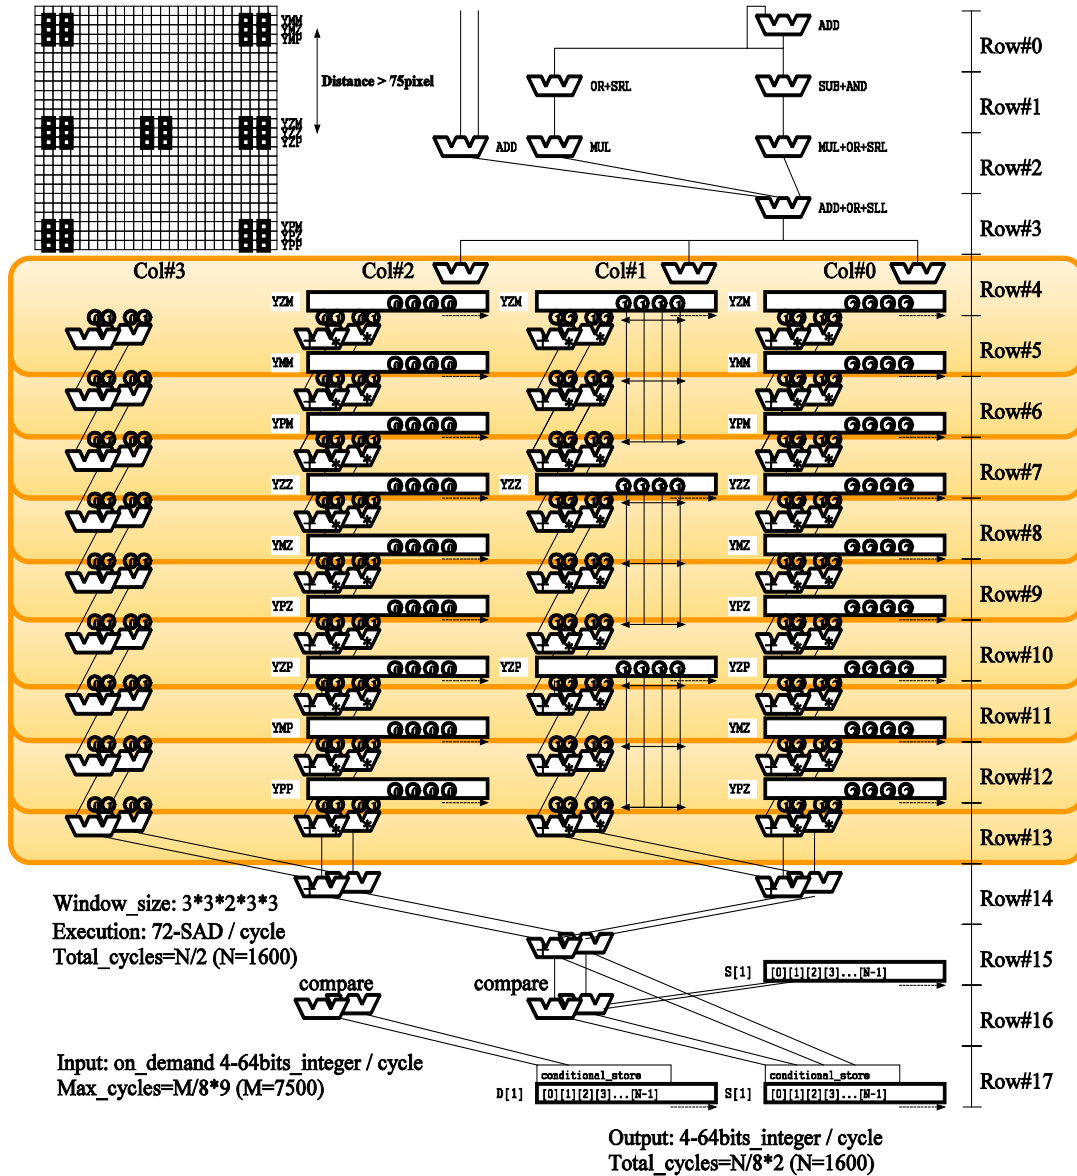 YMM
YMZ
YMP
Distance > 75pixel
YZM
YZZ
YZP
YPM
YPZ
YPP
ADD
Row#0
OR+SRL
SUB+AND
Row#1
ADD
MUL
MUL+OR+SRL
Row#2
ADD+OR+SLL
Row#3
Col#3
Col#2
Col#1
Col#0
YZM
YZM
YZM
Row#4
YMM
YMM
Row#5
YPM
YPM
Row#6
YZZ
YZZ
YZZ
Row#7
YMZ
YMZ
Row#8
YPZ
YPZ
Row#9
YZP
YZP
YZP
Row#10
YMP
YMZ
Row#11
YPP
YPZ
Row#12
Row#13
Row#14
Window_size: 3*3*2*3*3
Execution: 72-SAD / cycle
Total_cycles=N/2 (N=1600)
Row#15
S[1]
[0][1][2][3]...[N-1]
compare
compare
Row#16
Input: on_demand 4-64bits_integer / cycle
Max_cycles=M/8*9 (M=7500)
conditional_store
conditional_store
Row#17
D[1]
[0][1][2][3]...[N-1]
S[1]
[0][1][2][3]...[N-1]
Output: 4-64bits_integer / cycle
Total_cycles=N/8*2 (N=1600)